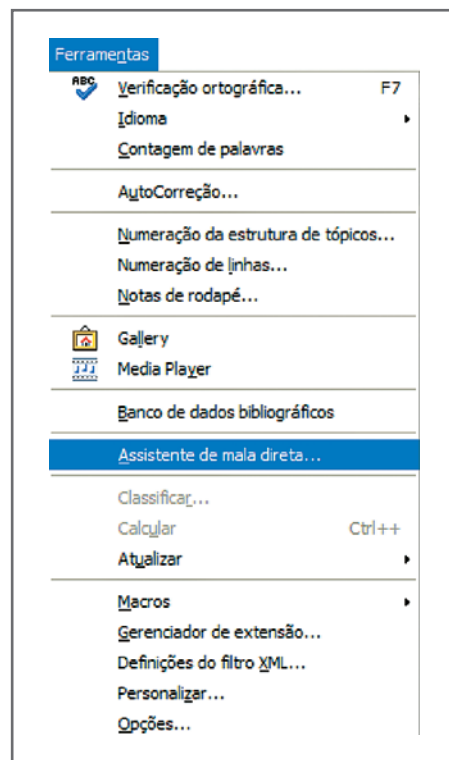 Ferramentas
ABC Verificação ortográfica... F7
Idioma
Contagem de palavras
AutoCorreção...
Numeração da estrutura de tópicos...
Numeração de linhas...
Notas de rodapé...
Gallery
Media Player
Banco de dados bibliográficos
Assistente de mala direta...
Classificar...
Calcular Ctrl++
Atualizar
Macros
Gerenciador de extensão...
Definições do filtro XML...
Personalizar...
Opções...